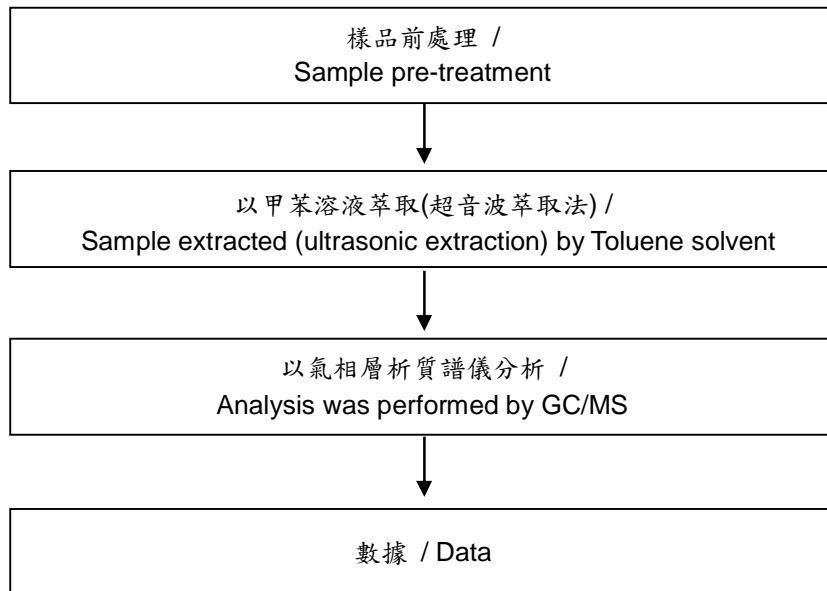 樣品前處理 /
Sample pre-treatment
以甲苯溶液萃取(超音波萃取法) /
Sample extracted (ultrasonic extraction) by Toluene solvent
以氣相層析質譜儀分析 /
Analysis was performed by GC/MS
數據 / Data